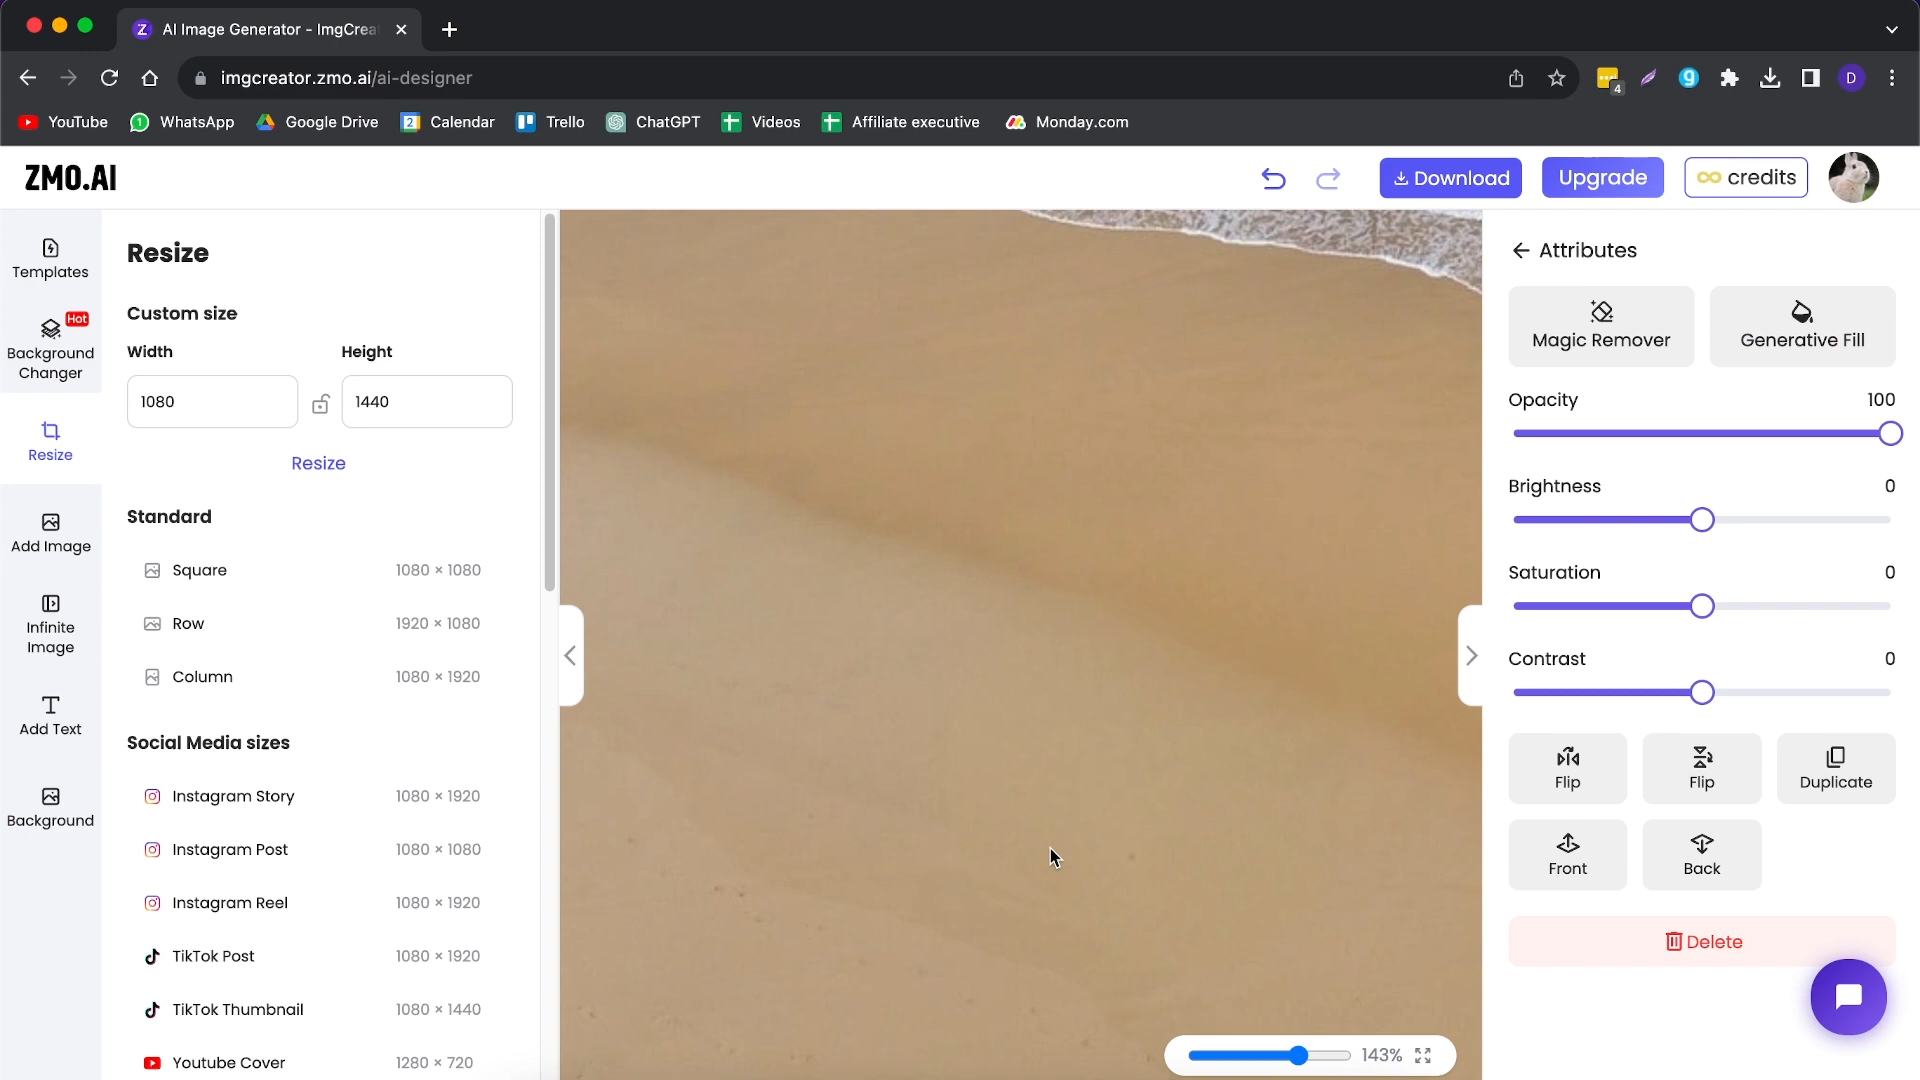 AI Image Generator - ImgCrea
imgcreator.zmo.ai/ai-designer
4
D
YouTube
1
WhatsApp
Google Drive
2
Calendar
Trello
ChatGPT
Videos
Affiliate executive
Monday.com
ZMO.AI
Download
Upgrade
credits
Templates
Hot
Background
Changer
Resize
Add Image
Infinite
Image
Add Text
Background
Resize
Custom size
Width
Height
1080
1440
Resize
Standard
Square
1080 × 1080
Row
1920 × 1080
Column
1080 × 1920
Social Media sizes
Instagram Story
1080 × 1920
Instagram Post
1080 × 1080
Instagram Reel
1080 × 1920
TikTok Post
1080 × 1920
TikTok Thumbnail
1080 × 1440
Youtube Cover
1280 × 720
143%
Attributes
Magic Remover
Generative Fill
Opacity
100
Brightness
0
Saturation
0
Contrast
0
Flip
Flip
Duplicate
Front
Back
Delete